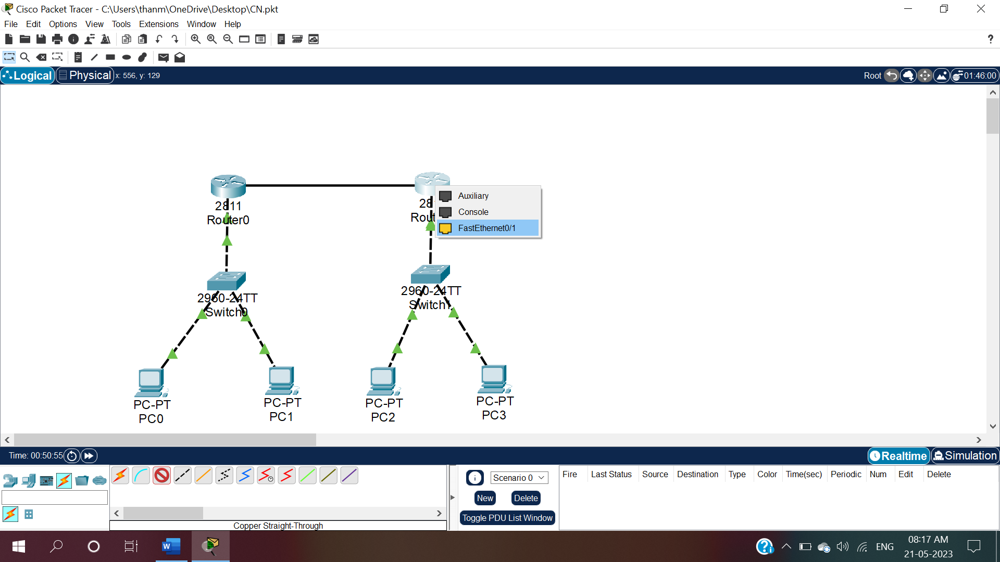 Cisco Packet Tracer - C:\Users\thanm\OneDrive\Desktop\CN.pkt
File Edit Options View Tools Extensions Window Help
?
Logical Physical x: 556, y: 129 Root 01:46:00
Auxiliary
Console
FastEthernet0/1
2811
Router0
28
Rout
2960-24TT
Switch0
2960-24TT
Switch1
PC-PT
PC0
PC-PT
PC1
PC-PT
PC2
PC-PT
PC3
Time: 00:50:55 Realtime Simulation
Scenario 0
New Delete
Toggle PDU List Window
Fire Last Status Source Destination Type Color Time(sec) Periodic Num Edit Delete
Copper Straight-Through
W
ENG
08:17 AM
21-05-2023